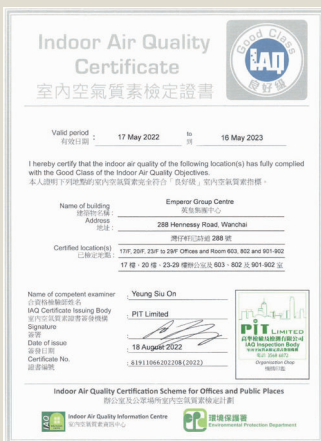 Indoor Air Quality
Certificate
室內空氣質素檢定證書
Good Class
IAQ
良好級
Valid period
有效日期 : 17 May 2022 to 到 16 May 2023
I hereby certify that the indoor air quality of the following location(s) has fully complied
with the Good Class of the Indoor Air Quality Objectives.
本人證明下列地點的室內空氣質素完全符合「良好級」室內空氣質素指標。
Name of building : Emperor Group Centre
建築物名稱 英皇集團中心
Address : 288 Hennessy Road, Wanchai
地址 灣仔軒尼詩道 288 號
Certified location(s) : 17/F, 20/F, 23/F to 29/F Offices and Room 603, 802 and 901-902
已檢定地點 17 樓、20 樓、23-29 樓辦公室及 603、802 及 901-902 室
Name of competent examiner : Yeung Siu On
合資格檢驗師姓名
IAQ Certificate Issuing Body : PIT Limited
室內空氣質素證書簽發機構
Signature
簽署
Date of issue : 18 August 2022
簽發日期
Certificate No. : 61911066202208(2022)
證書編號
PiT LIMITED
IAQ Inspection Body
Organisation Chop
機構印鑑
Indoor Air Quality Certification Scheme for Offices and Public Places
辦公室及公眾場所室內空氣質素檢定計劃
IAQ
Indoor Air Quality Information Centre
室內空氣質素資訊中心
環境保護署
Environmental Protection Department